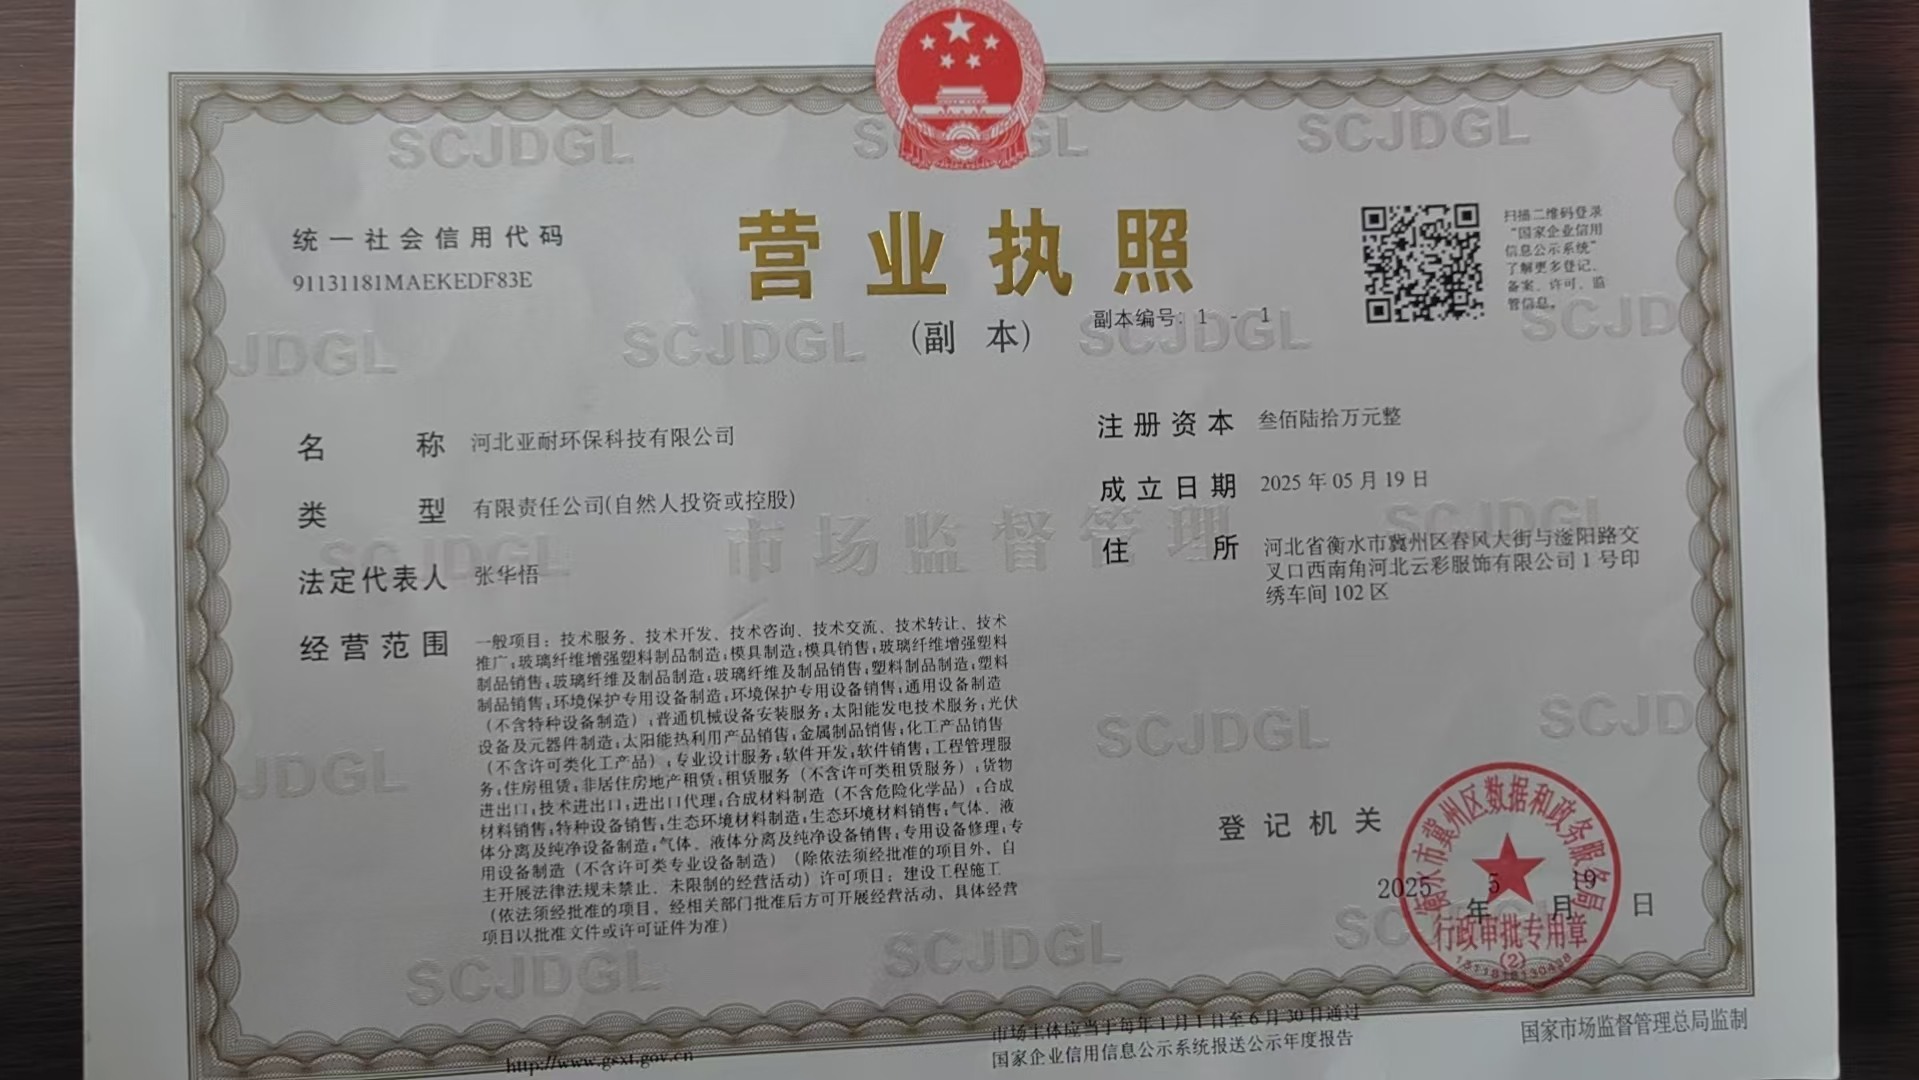 统一社会信用代码
91131181MAEKEDF83E
营业执照
(副 本)
副本编号: 1 - 1
扫描二维码登录
“国家企业信用
信息公示系统”
了解更多登记、
备案、许可、监
管信息。
名 称 河北亚耐环保科技有限公司
类 型 有限责任公司(自然人投资或控股)
法定代表人 张华悟
经营范围 一般项目：技术服务、技术开发、技术咨询、技术交流、技术转让、技术
推广;玻璃纤维增强塑料制品制造;模具制造;模具销售;玻璃纤维增强塑料
制品销售;玻璃纤维及制品制造;玻璃纤维及制品销售;塑料制品制造;塑料
制品销售;环境保护专用设备制造;环境保护专用设备销售;通用设备制造
（不含特种设备制造）;普通机械设备安装服务;太阳能发电技术服务;光伏
设备及元器件制造;太阳能热利用产品销售;金属制品销售;化工产品销售
（不含许可类化工产品）;专业设计服务;软件开发;软件销售;工程管理服
务;住房租赁;非居住房地产租赁;租赁服务（不含许可类租赁服务）;货物
进出口;技术进出口;进出口代理;合成材料制造（不含危险化学品）;合成
材料销售;特种设备销售;生态环境材料制造;生态环境材料销售;气体、液
体分离及纯净设备制造;气体、液体分离及纯净设备销售;专用设备修理;专
用设备制造（不含许可类专业设备制造）（除依法须经批准的项目外，自
主开展法律法规未禁止、未限制的经营活动）许可项目：建设工程施工
（依法须经批准的项目，经相关部门批准后方可开展经营活动，具体经营
项目以批准文件或许可证件为准）
注册资本 叁佰陆拾万元整
成立日期 2025年05月19日
住 所 河北省衡水市冀州区春风大街与滏阳路交
叉口西南角河北云彩服饰有限公司1号印
绣车间102区
登记机关
2025年5月19日
衡水市冀州区数据和政务服务局
行政审批专用章
(2)
http://www.gsxt.gov.cn
市场主体应当于每年1月1日至6月30日通过
国家企业信用信息公示系统报送公示年度报告
国家市场监督管理总局监制
SCJDGL
市场监督管理